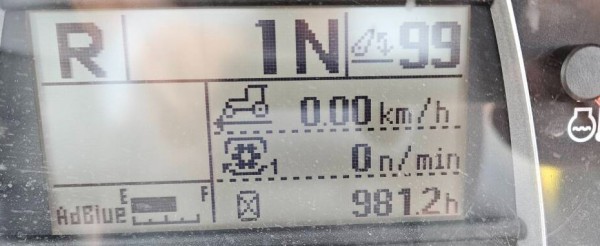 R 1N 99
0.00 km/h
1 0 n/min
E F
AdBlue 981.2h